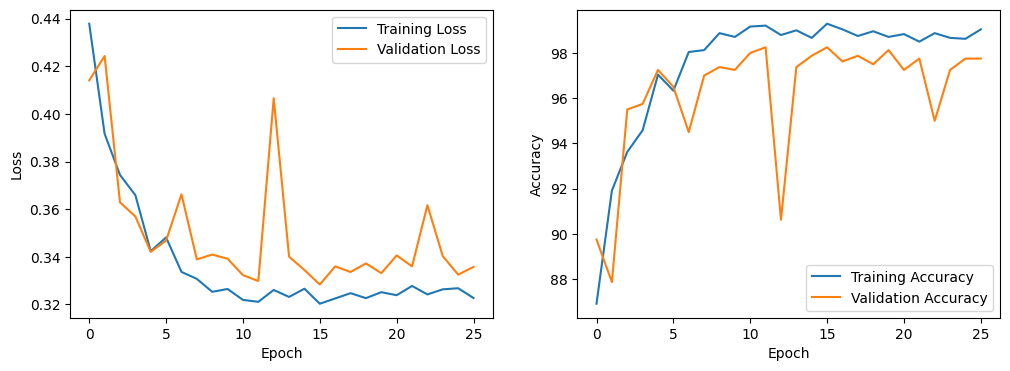 0.44
0.42
0.40
0.38
0.36
0.34
0.32
Loss
0 5 10 15 20 25
Epoch
Training Loss
Validation Loss
98
96
94
92
90
88
Accuracy
0 5 10 15 20 25
Epoch
Training Accuracy
Validation Accuracy